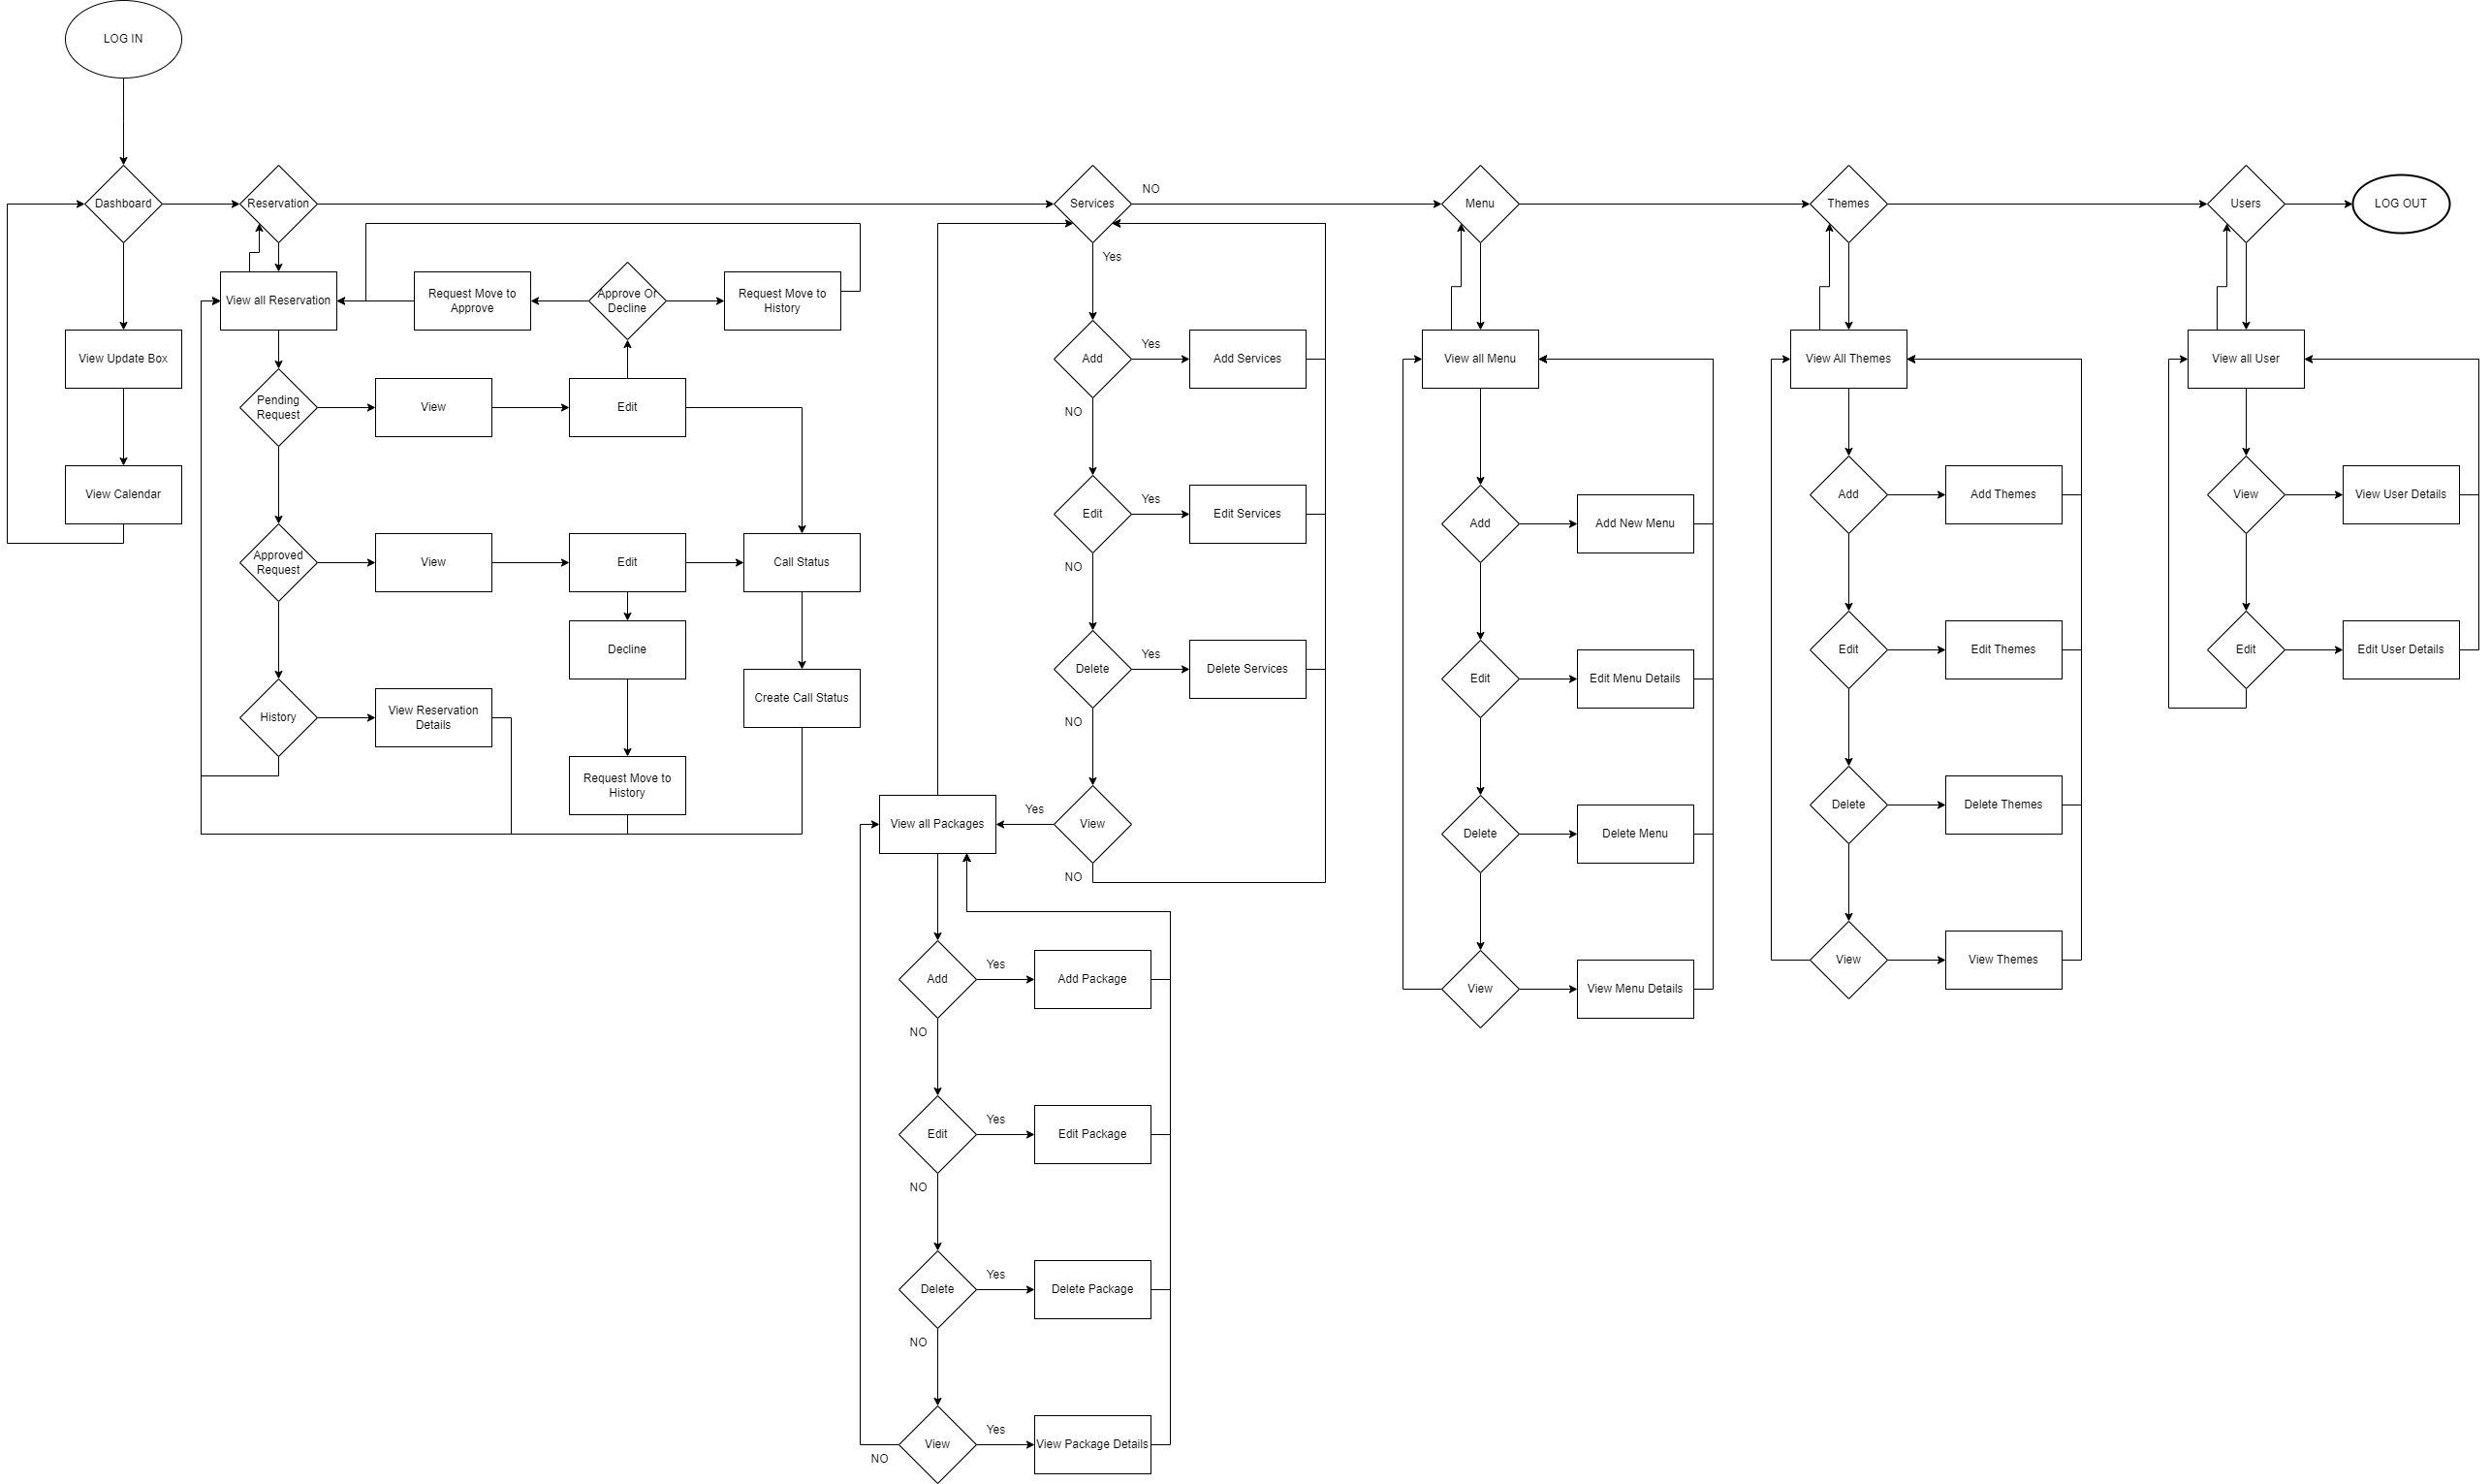 LOG IN
Dashboard
Reservation
Services
NO
Menu
Themes
Users
LOG OUT
View Update Box
View Calendar
View all Reservation
Request Move to
Approve
Approve Or
Decline
Request Move to
History
Pending
Request
View
Edit
Approved
Request
View
Edit
Call Status
Decline
Create Call Status
History
View Reservation
Details
Request Move to
History
Yes
Add
Yes
Add Services
NO
Edit
Yes
Edit Services
NO
Delete
Yes
Delete Services
NO
View
Yes
NO
View all Packages
Add
Yes
Add Package
NO
Edit
Yes
Edit Package
NO
Delete
Yes
Delete Package
NO
View
Yes
View Package Details
NO
View all Menu
Add
Add New Menu
Edit
Edit Menu Details
Delete
Delete Menu
View
View Menu Details
View All Themes
Add
Add Themes
Edit
Edit Themes
Delete
Delete Themes
View
View Themes
View all User
View
View User Details
Edit
Edit User Details